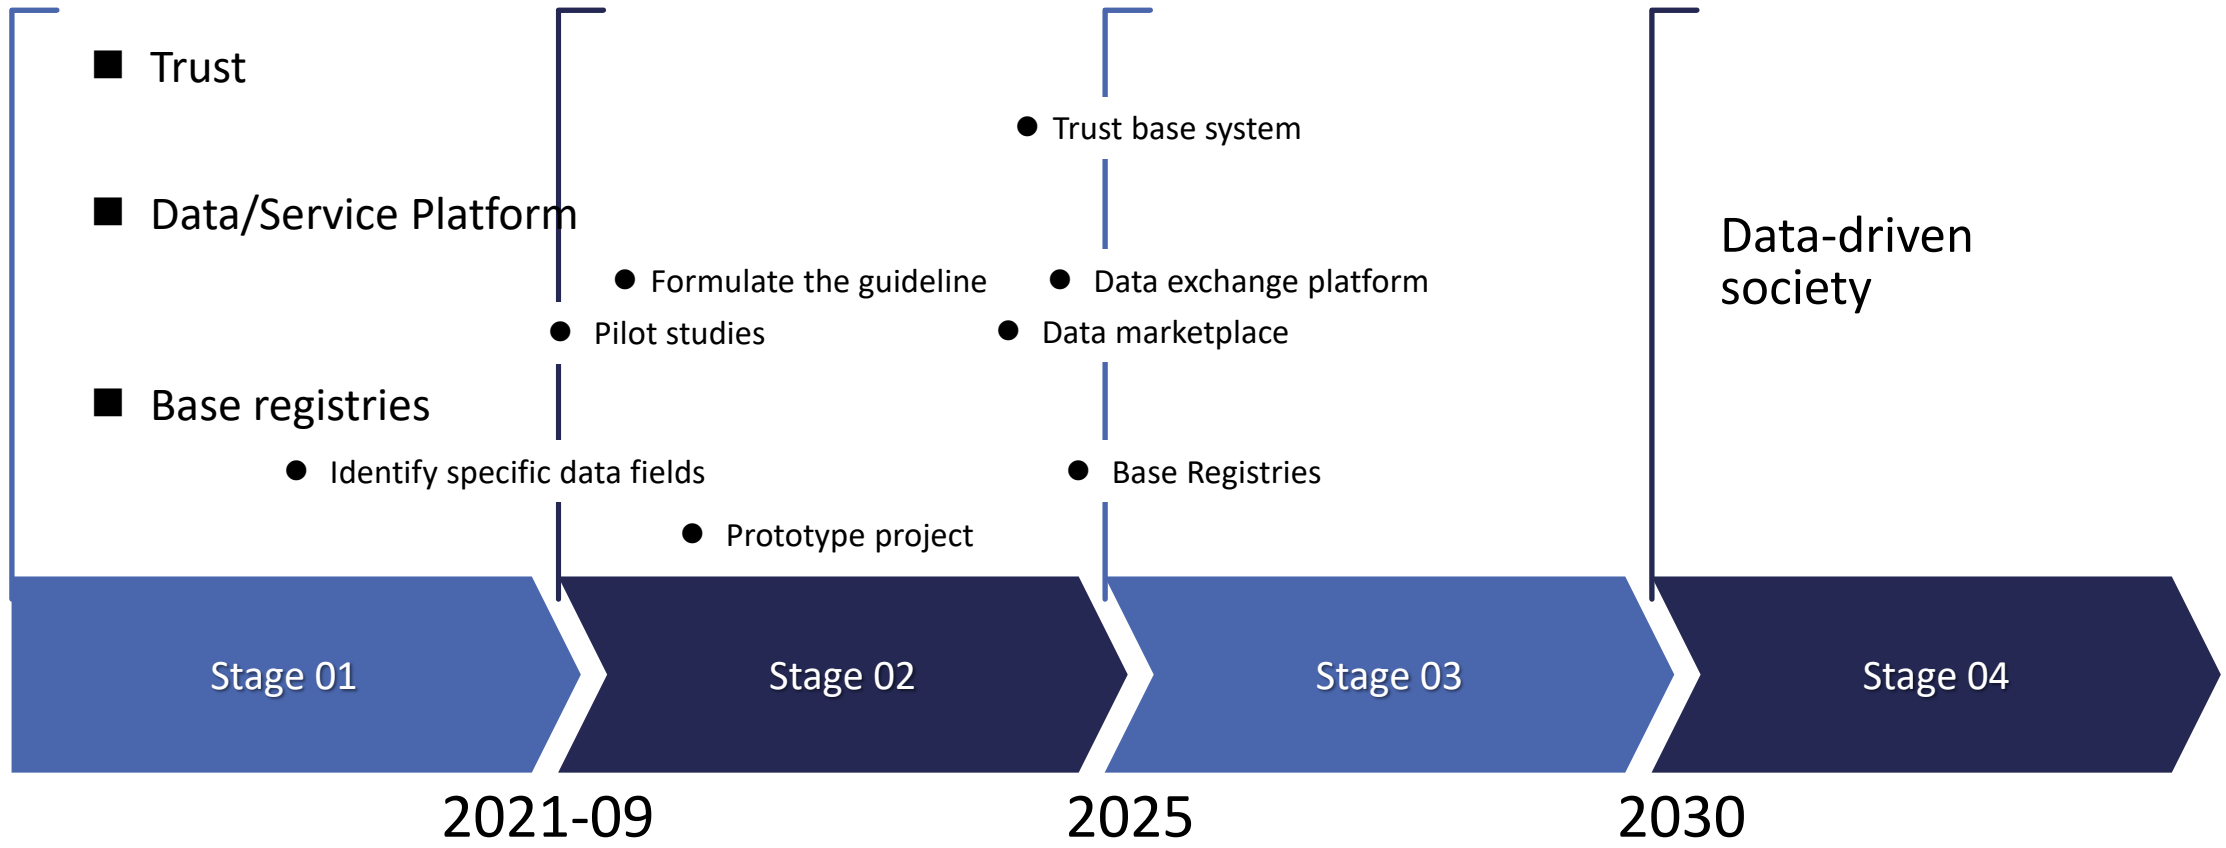 Trust
Trust base system
Data/Service Platform
Data-driven
society
Formulate the guideline
Data exchange platform
Pilot studies
Data marketplace
Base registries
Identify specific data fields
Base Registries
Prototype project
Stage 01
Stage 02
Stage 03
Stage 04
2021-09
2025
2030